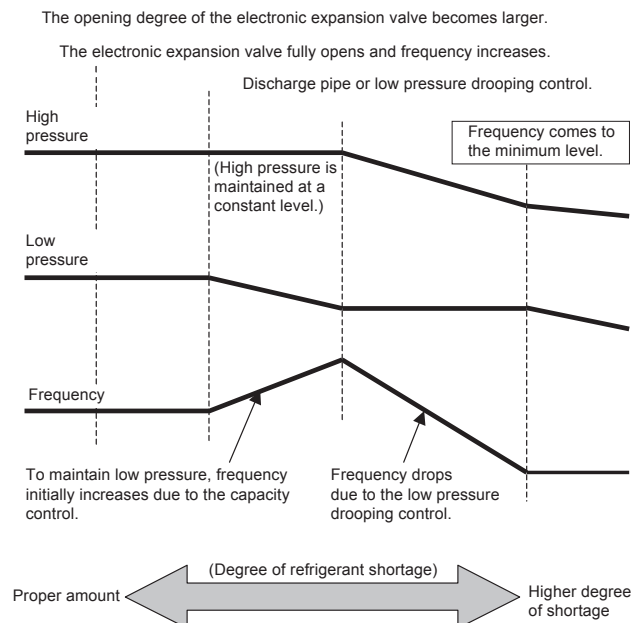 The opening degree of the electronic expansion valve becomes larger.
The electronic expansion valve fully opens and frequency increases.
Discharge pipe or low pressure drooping control.
High
pressure
Frequency comes to
the minimum level.
(High pressure is
maintained at a
constant level.)
Low
pressure
Frequency
To maintain low pressure, frequency
initially increases due to the capacity
control.
Frequency drops
due to the low pressure
drooping control.
(Degree of refrigerant shortage)
Proper amount
Higher degree
of shortage